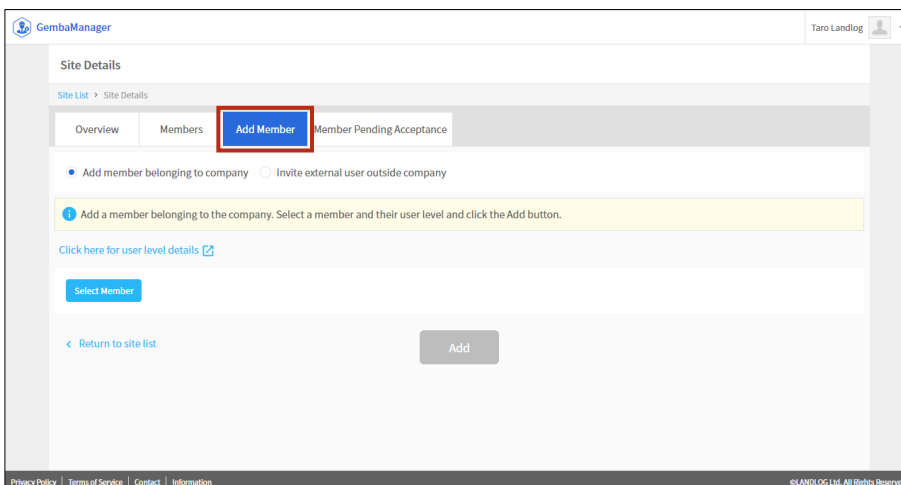 GembaManager
Taro Landlog
Site Details
Site List > Site Details
Overview Members Add Member Member Pending Acceptance
Add member belonging to company Invite external user outside company
Add a member belonging to the company. Select a member and their user level and click the Add button.
Click here for user level details
Select Member
< Return to site list
Add
Privacy Policy | Terms of Service | Contact | Information
©LANDLOG Ltd. All Rights Reserve